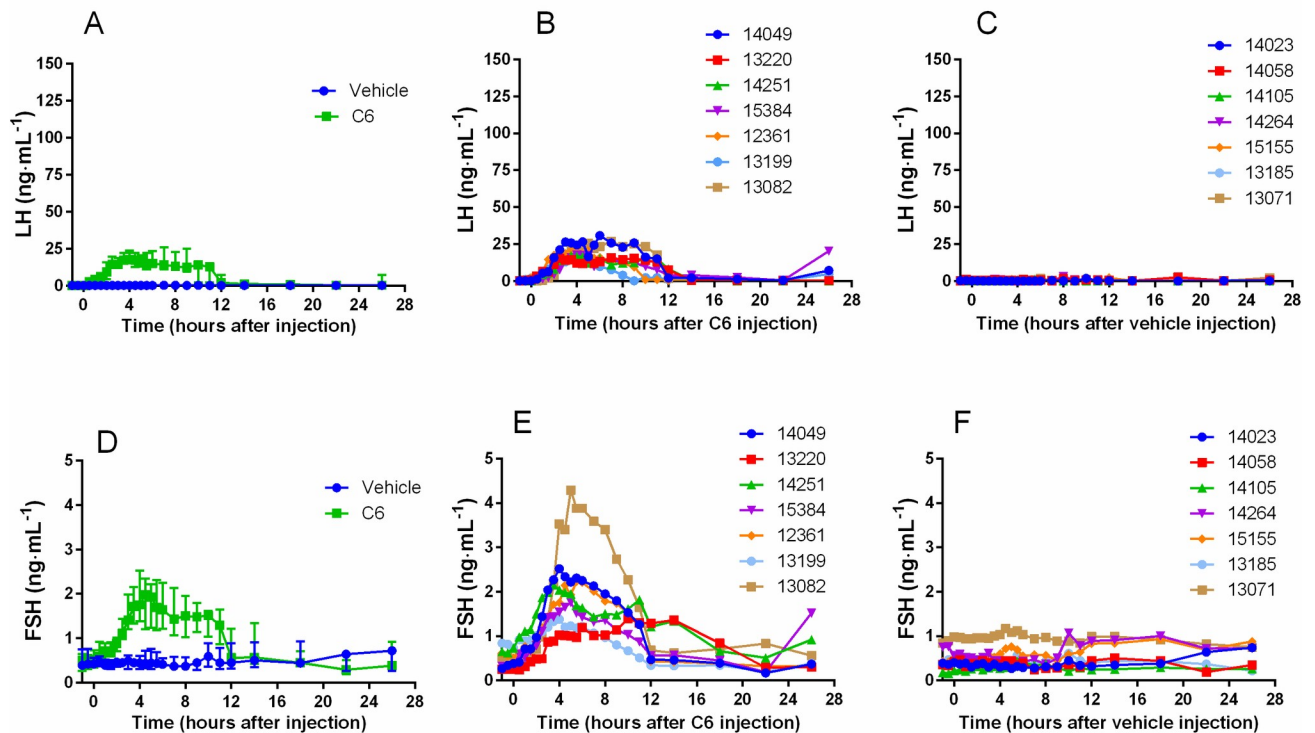 A
150
125
100
75
50
25
0
LH (ng·mL⁻¹)
0 4 8 12 16 20 24 28
Time (hours after injection)
Vehicle
C6
B
14049
13220
14251
15384
12361
13199
13082
150
125
100
75
50
25
0
LH (ng·mL⁻¹)
0 4 8 12 16 20 24 28
Time (hours after C6 injection)
C
14023
14058
14105
14264
15155
13185
13071
150
125
100
75
50
25
0
LH (ng·mL⁻¹)
0 4 8 12 16 20 24 28
Time (hours after vehicle injection)
D
Vehicle
C6
5
4
3
2
1
0
FSH (ng·mL⁻¹)
0 4 8 12 16 20 24 28
Time (hours after injection)
E
14049
13220
14251
15384
12361
13199
13082
5
4
3
2
1
0
FSH (ng·mL⁻¹)
0 4 8 12 16 20 24 28
Time (hours after C6 injection)
F
14023
14058
14105
14264
15155
13185
13071
5
4
3
2
1
0
FSH (ng·mL⁻¹)
0 4 8 12 16 20 24 28
Time (hours after vehicle injection)